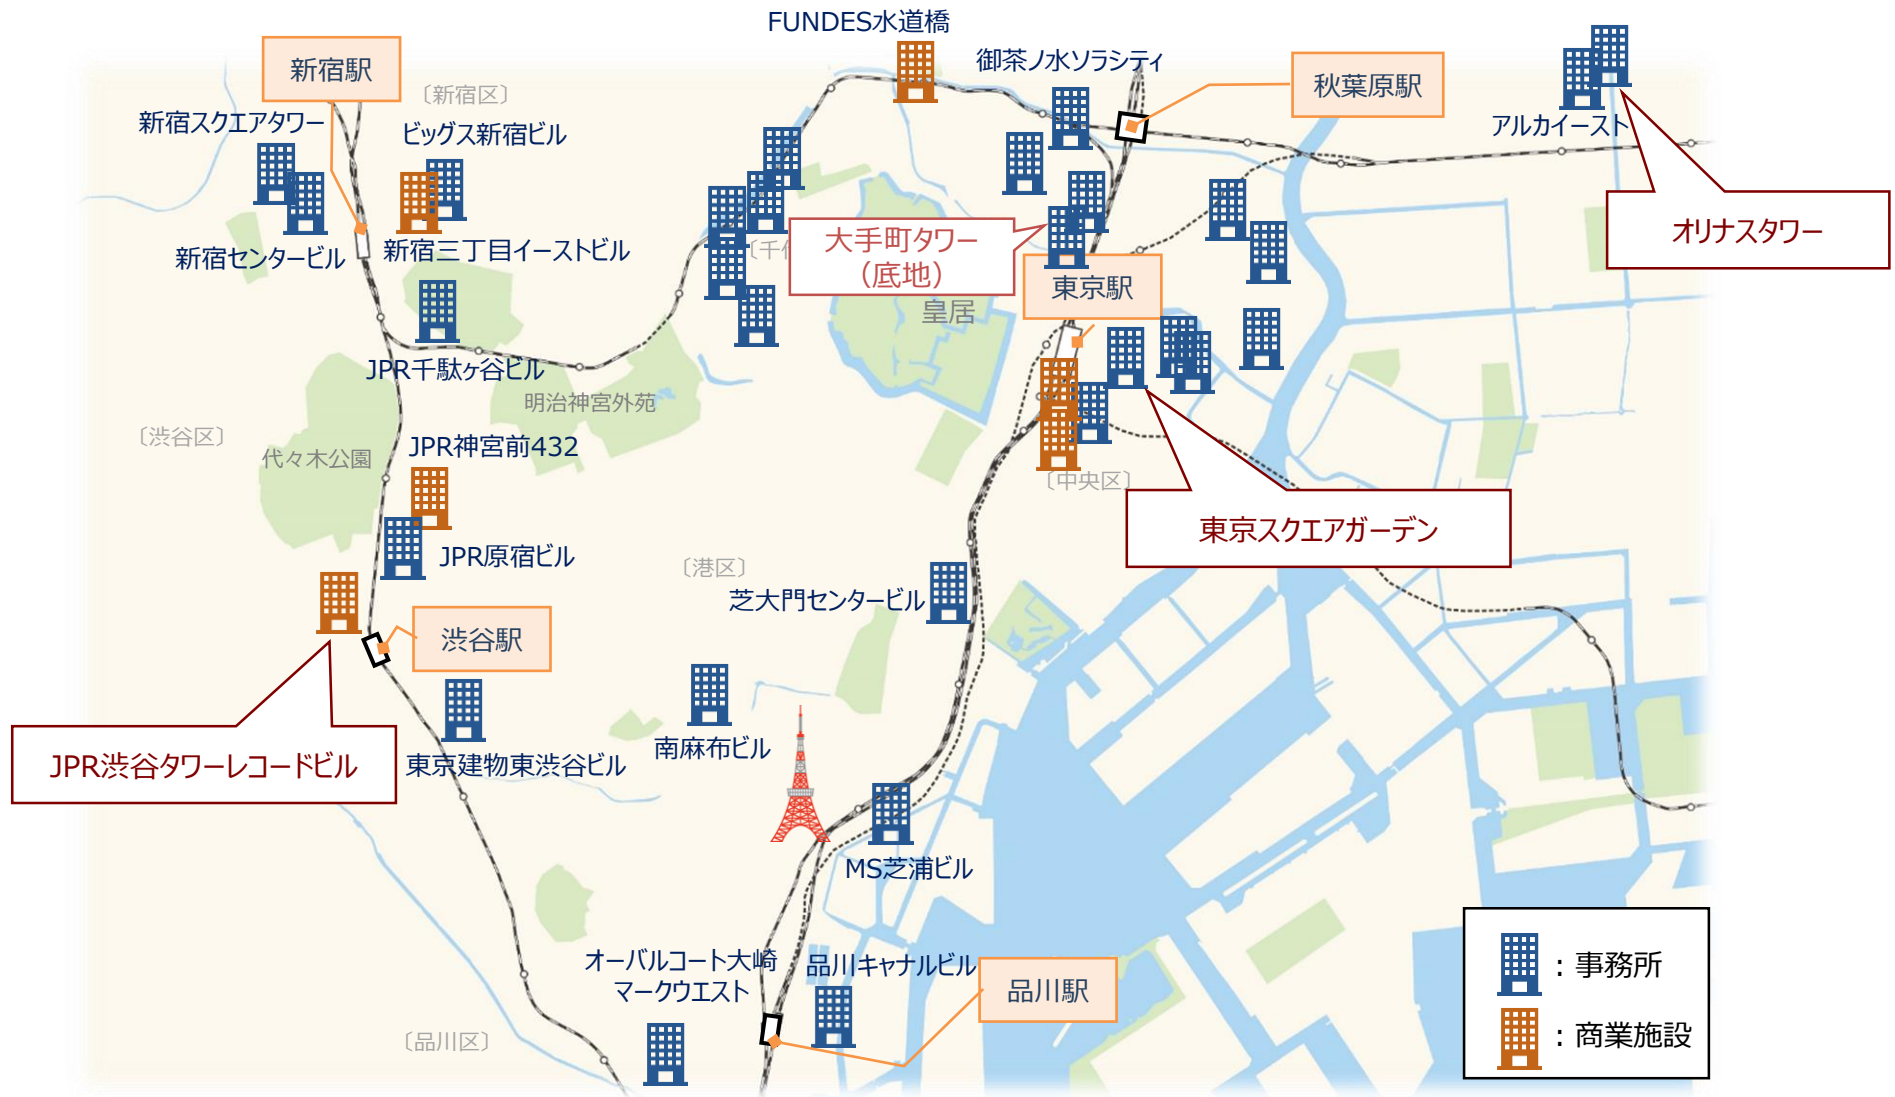 FUNDES水道橋
御茶ノ水ソラシティ
新宿駅
秋葉原駅
〔新宿区〕
新宿スクエアタワー
ビッグス新宿ビル
アルカイースト
オリナスタワー
大手町タワー
（底地）
〔千代
新宿センタービル
新宿三丁目イーストビル
東京駅
皇居
JPR千駄ヶ谷ビル
明治神宮外苑
〔渋谷区〕
代々木公園
JPR神宮前432
〔中央区〕
東京スクエアガーデン
JPR原宿ビル
〔港区〕
芝大門センタービル
渋谷駅
JPR渋谷タワーレコードビル
東京建物東渋谷ビル
南麻布ビル
MS芝浦ビル
オーバルコート大崎
マークウエスト
品川キャナルビル
品川駅
〔品川区〕
：事務所
：商業施設